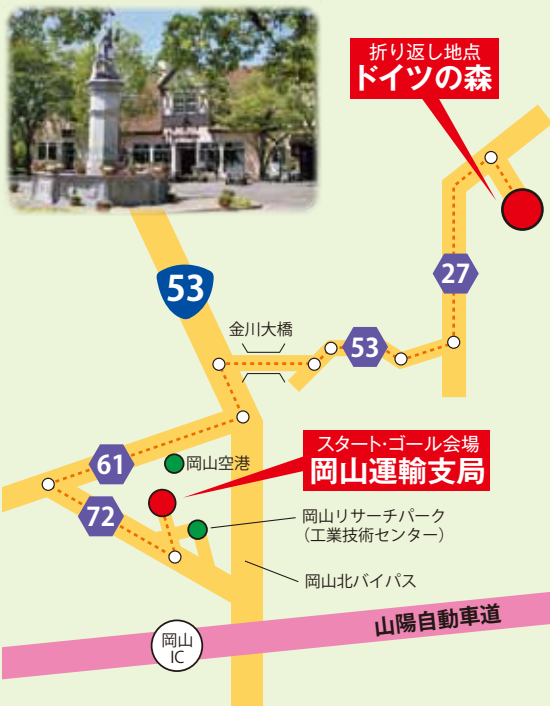 折り返し地点
ドイツの森
27
53
金川大橋
53
61
岡山空港
スタート・ゴール会場
岡山運輸支局
72
岡山リサーチパーク
（工業技術センター）
岡山北バイパス
山陽自動車道
岡山
IC